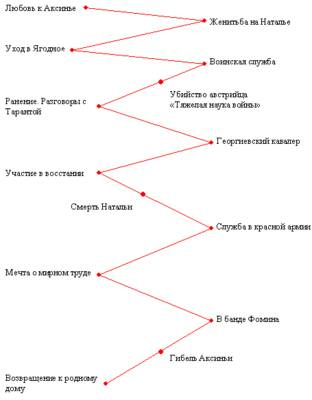 Любовь к Аксинье
Женитьба на Наталье
Уход в Ягодное
Воинская служба
Убийство австрийца
«Тяжелая наука войны»
Ранение. Разговоры с
Тарантой
Георгиевский кавалер
Участие в восстании
Смерть Натальи
Служба в красной армии
Мечта о мирном труде
В банде Фомина
Гибель Аксиньи
Возвращение к родному
дому